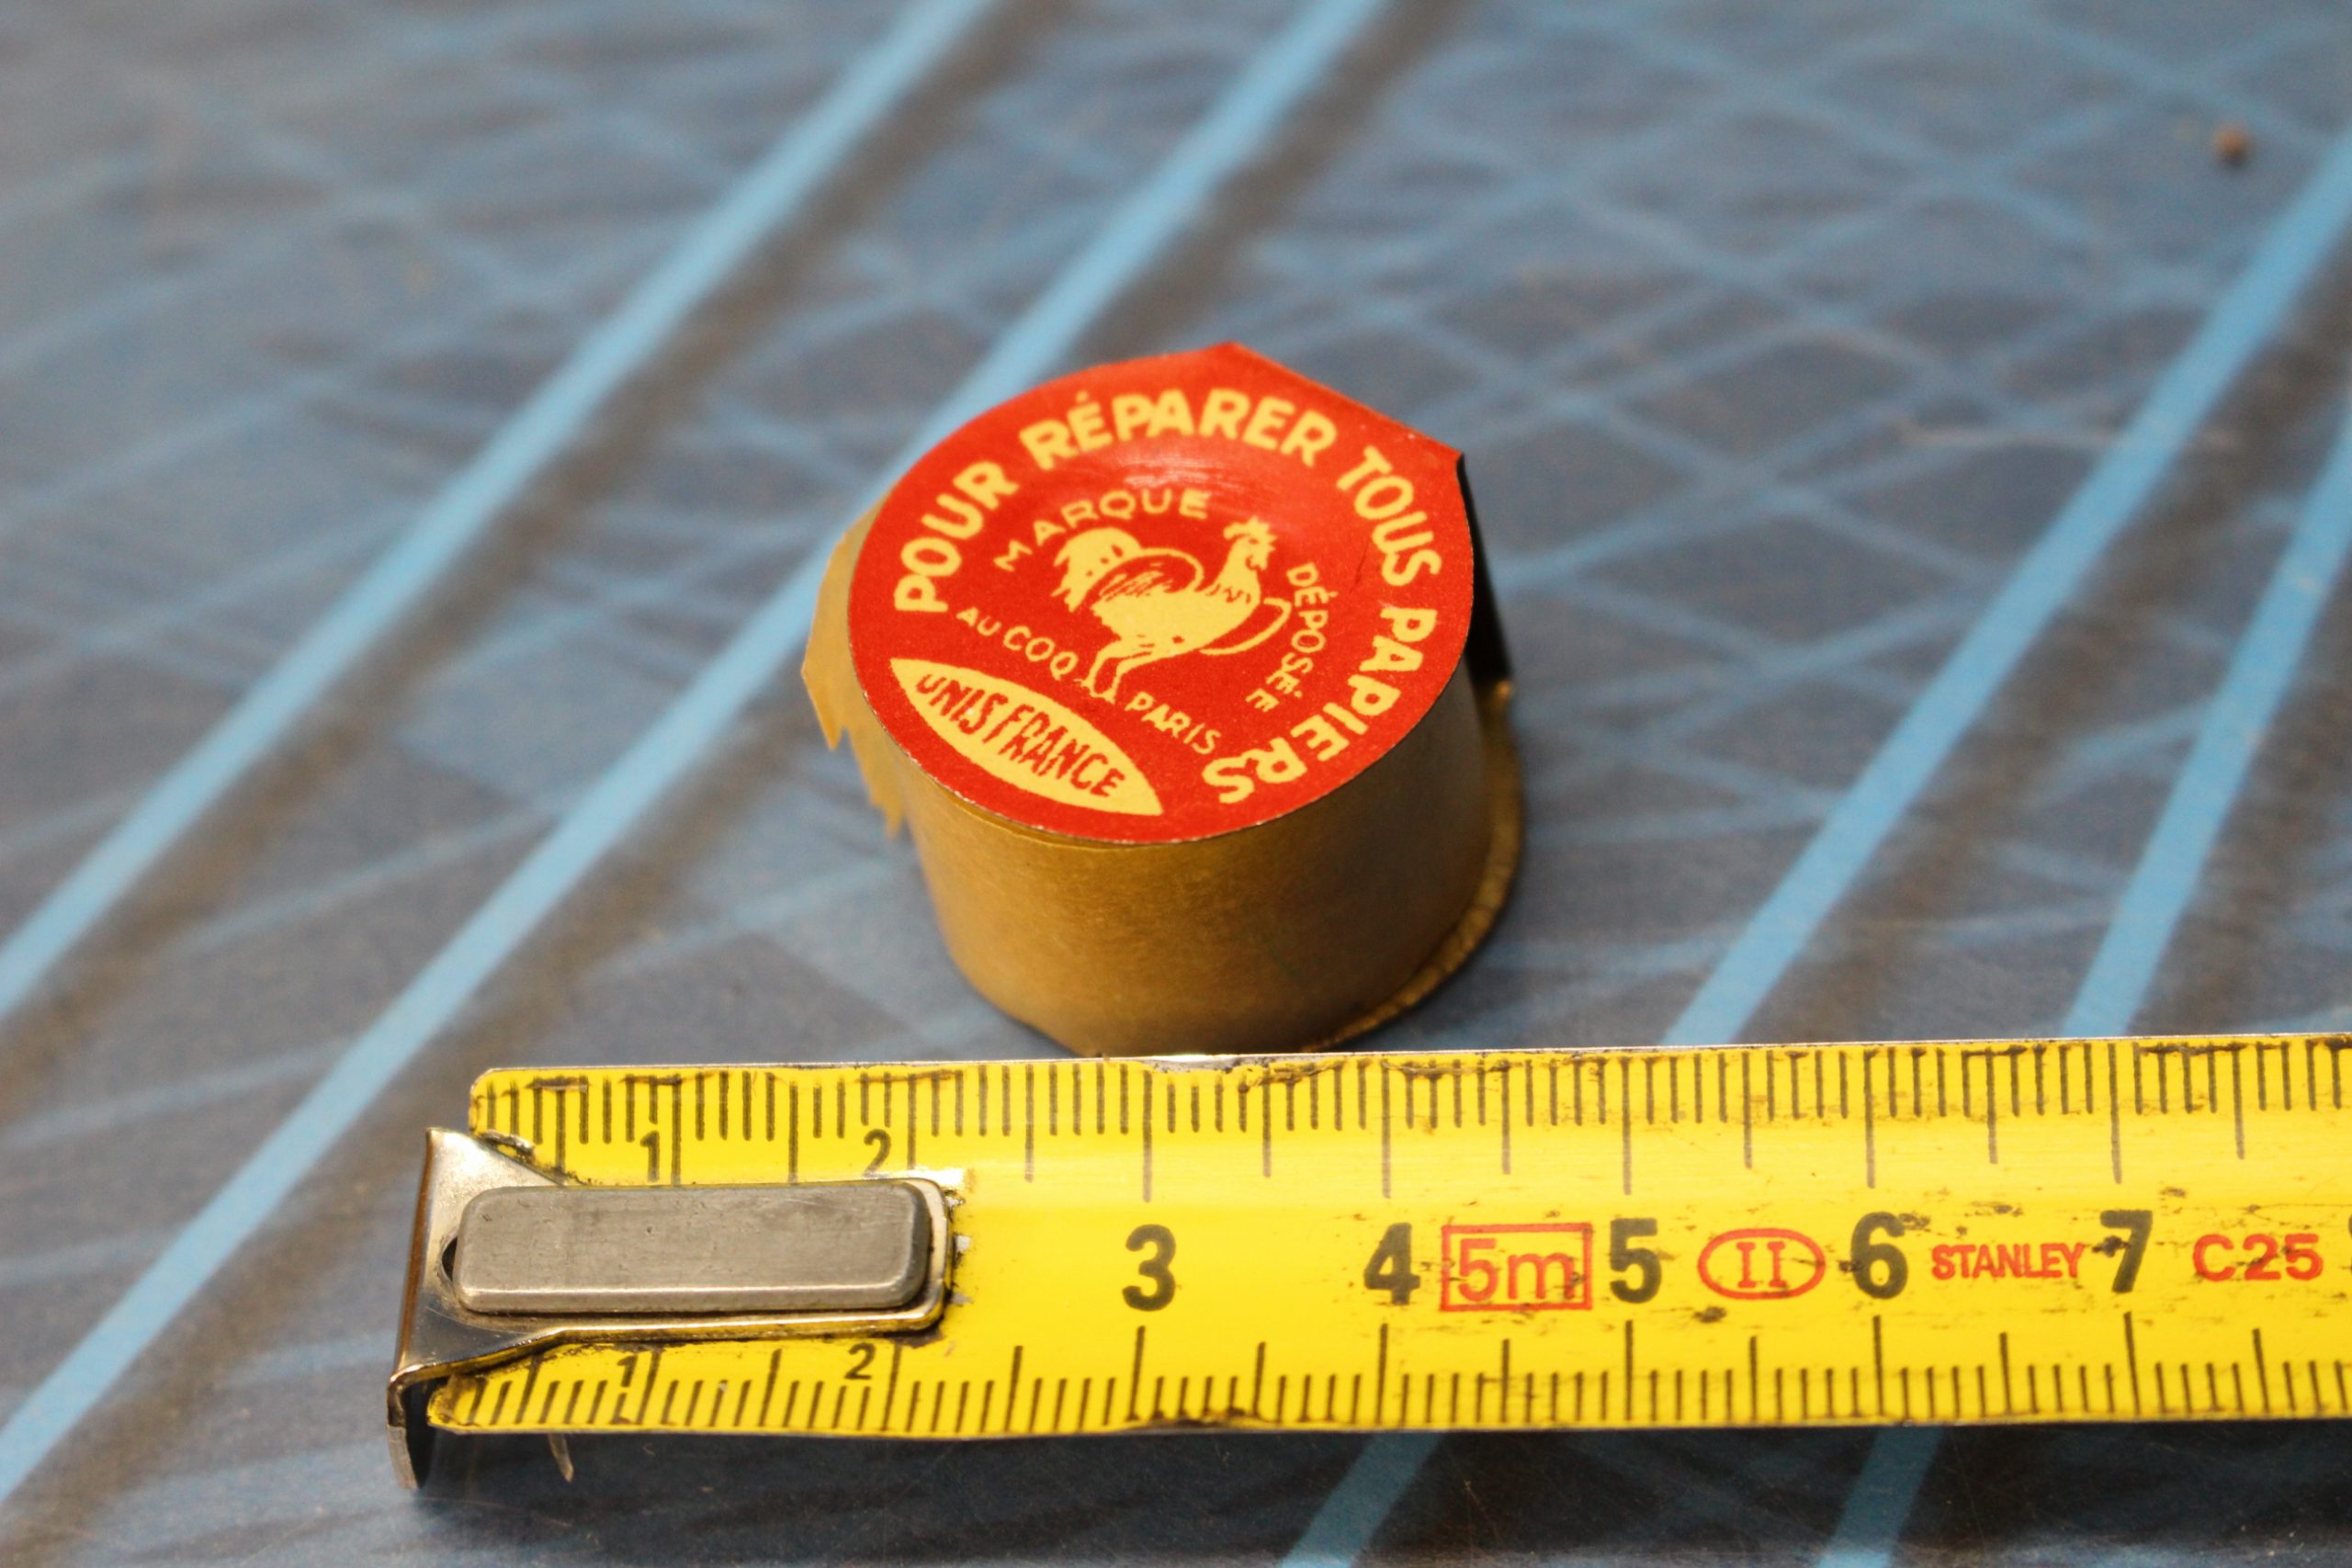 POUR RÉPARER TOUS PAPIERS
MARQUE DÉPOSÉE
AU COQ PARIS
UNIS FRANCE
1 2
3 4 5m 5 II 6 STANLEY 7 C25
1 2